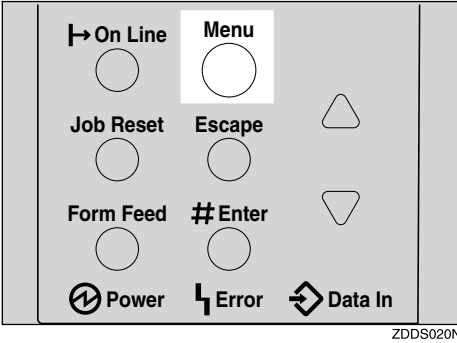 On Line Menu
Job Reset Escape
Form Feed # Enter
Power Error Data In
ZDDS020N